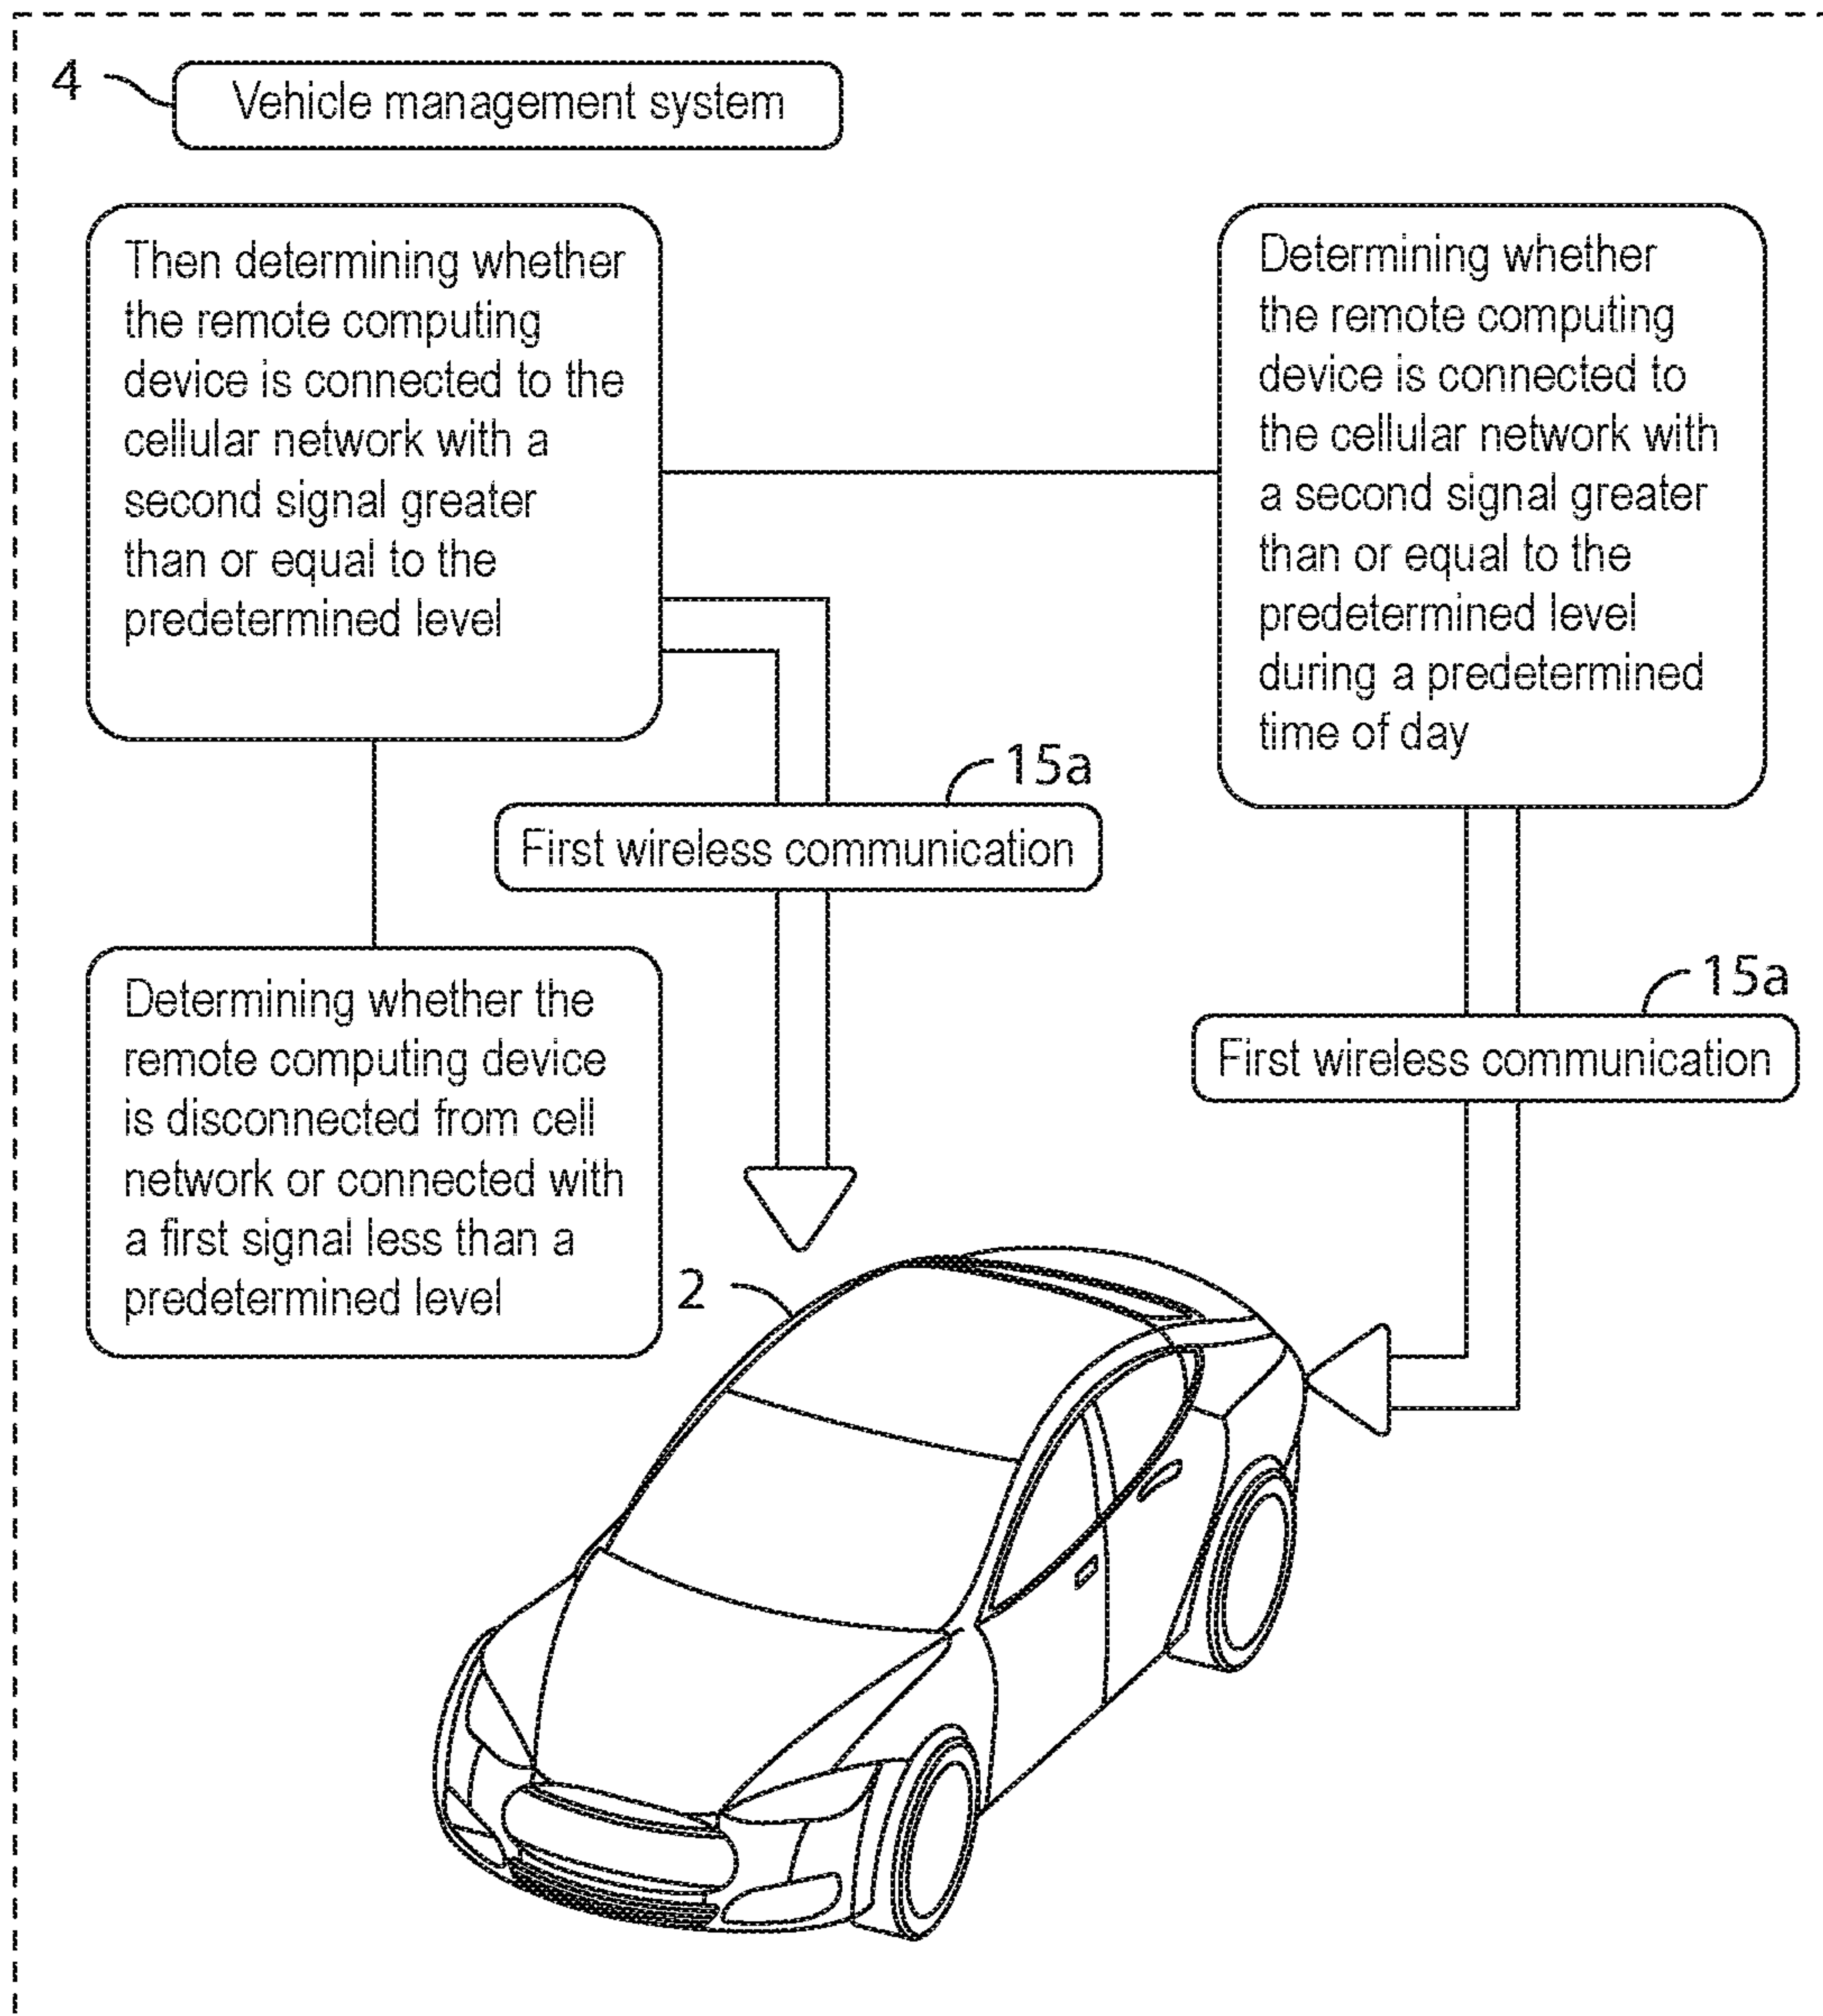 4
Vehicle management system
Then determining whether
the remote computing
device is connected to the
cellular network with a
second signal greater
than or equal to the
predetermined level
Determining whether
the remote computing
device is connected to
the cellular network with
a second signal greater
than or equal to the
predetermined level
during a predetermined
time of day
15a
First wireless communication
Determining whether the
remote computing device
is disconnected from cell
network or connected with
a first signal less than a
predetermined level
15a
First wireless communication
2